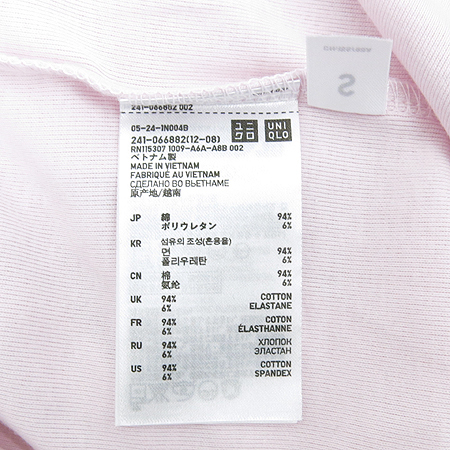 S
241-066882 002
05-24-1N004B
ユニクロ UNIQLO
241-066882(12-08)
RN115307 1009-A6A-A8B 002
ベトナム製
MADE IN VIETNAM
FABRIQUÉ AU VIETNAM
СДЕЛАНО ВО ВЬЕТНАМЕ
原产地/越南
JP 綿 94%
ポリウレタン 6%
KR 섬유의 조성(혼용율)
면 94%
폴리우레탄 6%
CN 棉 94%
氨纶 6%
UK 94% COTTON
6% ELASTANE
FR 94% COTON
6% ÉLASTHANNE
RU 94% ХЛОПОК
6% ЭЛАСТАН
US 94% COTTON
6% SPANDEX